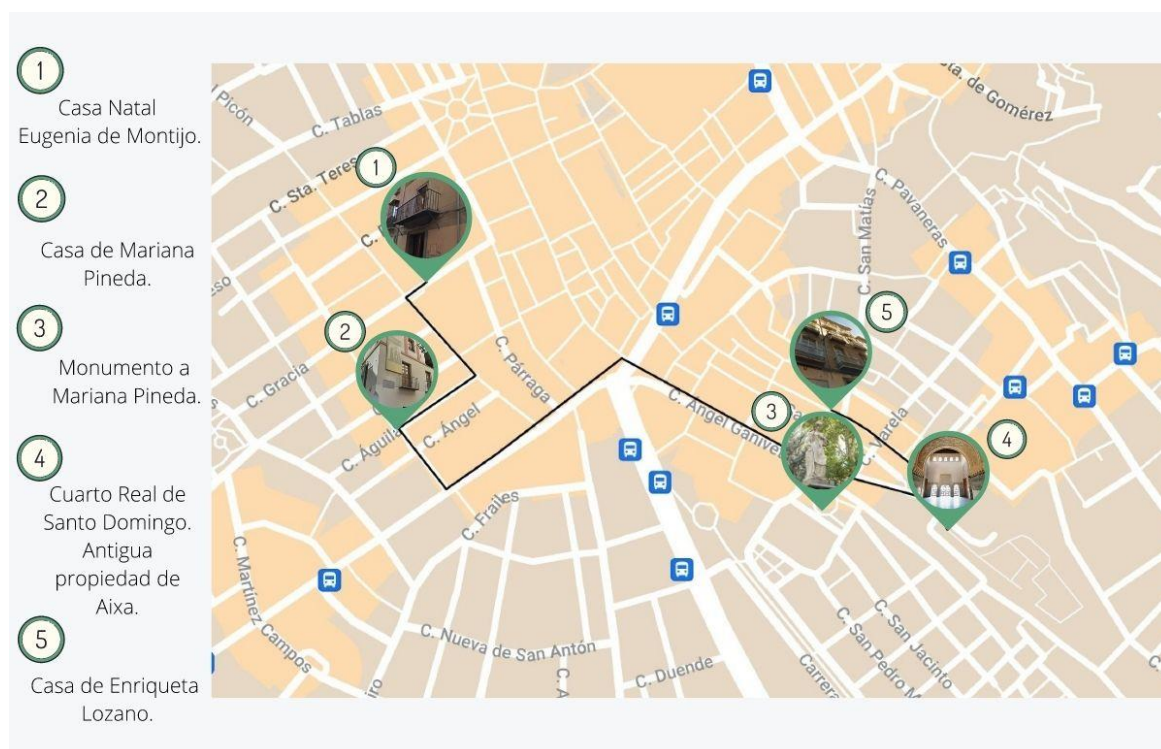 1
Casa Natal
Eugenia de Montijo.
2
Casa de Mariana
Pineda.
3
Monumento a
Mariana Pineda.
4
Cuarto Real de
Santo Domingo.
Antigua
propiedad de
Aixa.
5
Casa de Enriqueta
Lozano.
Picón
C. Tablas
C. Sta. Teres
1
de Gomérez
C. Pavaneras
C. San Matías
5
2
C. Párraga
C. Gracia
C. Ángel
C. Águila
C. Ángel Ganive
3
C. Varela
4
C. Frailes
C. Martínez Campos
C. Nueva de San Antón
C. A
C. Duende
Carrera
C. San Pedro M
C. San Jacinto
C.